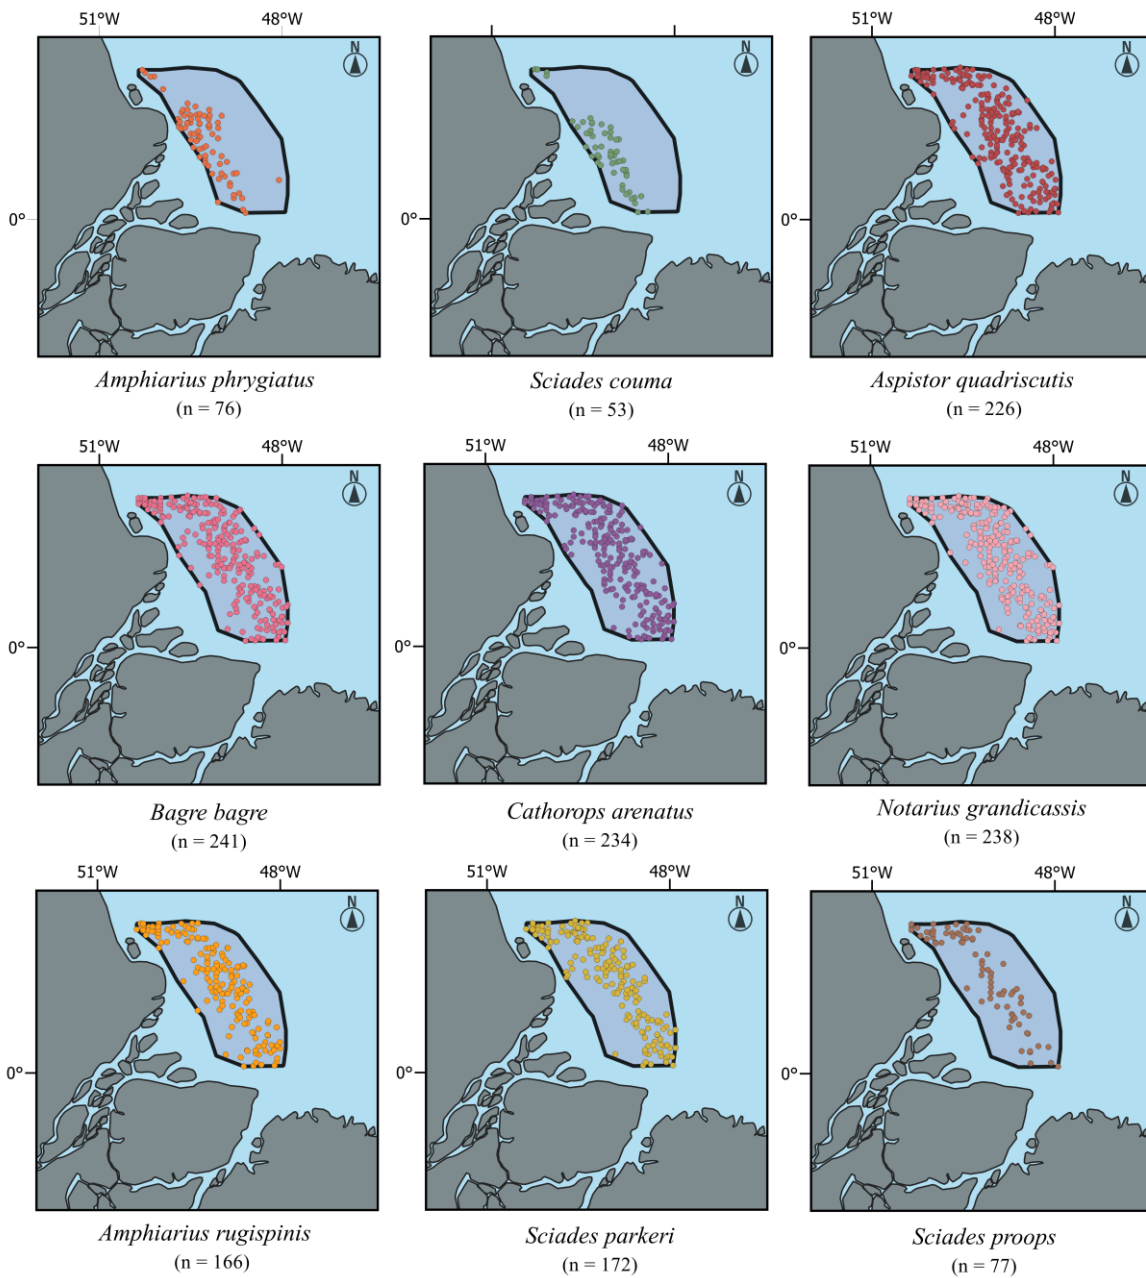 51°W 48°W
51°W 48°W
N N N
0° 0° 0°
Amphiarius phrygiatus Sciades couma Aspistor quadriscutis
(n = 76) (n = 53) (n = 226)
51°W 48°W 51°W 48°W 51°W 48°W
N N N
0° 0° 0°
Bagre bagre Cathorops arenatus Notarius grandicassis
(n = 241) (n = 234) (n = 238)
51°W 48°W 51°W 48°W 51°W 48°W
N N N
0° 0° 0°
Amphiarius rugispinis Sciades parkeri Sciades proops
(n = 166) (n = 172) (n = 77)